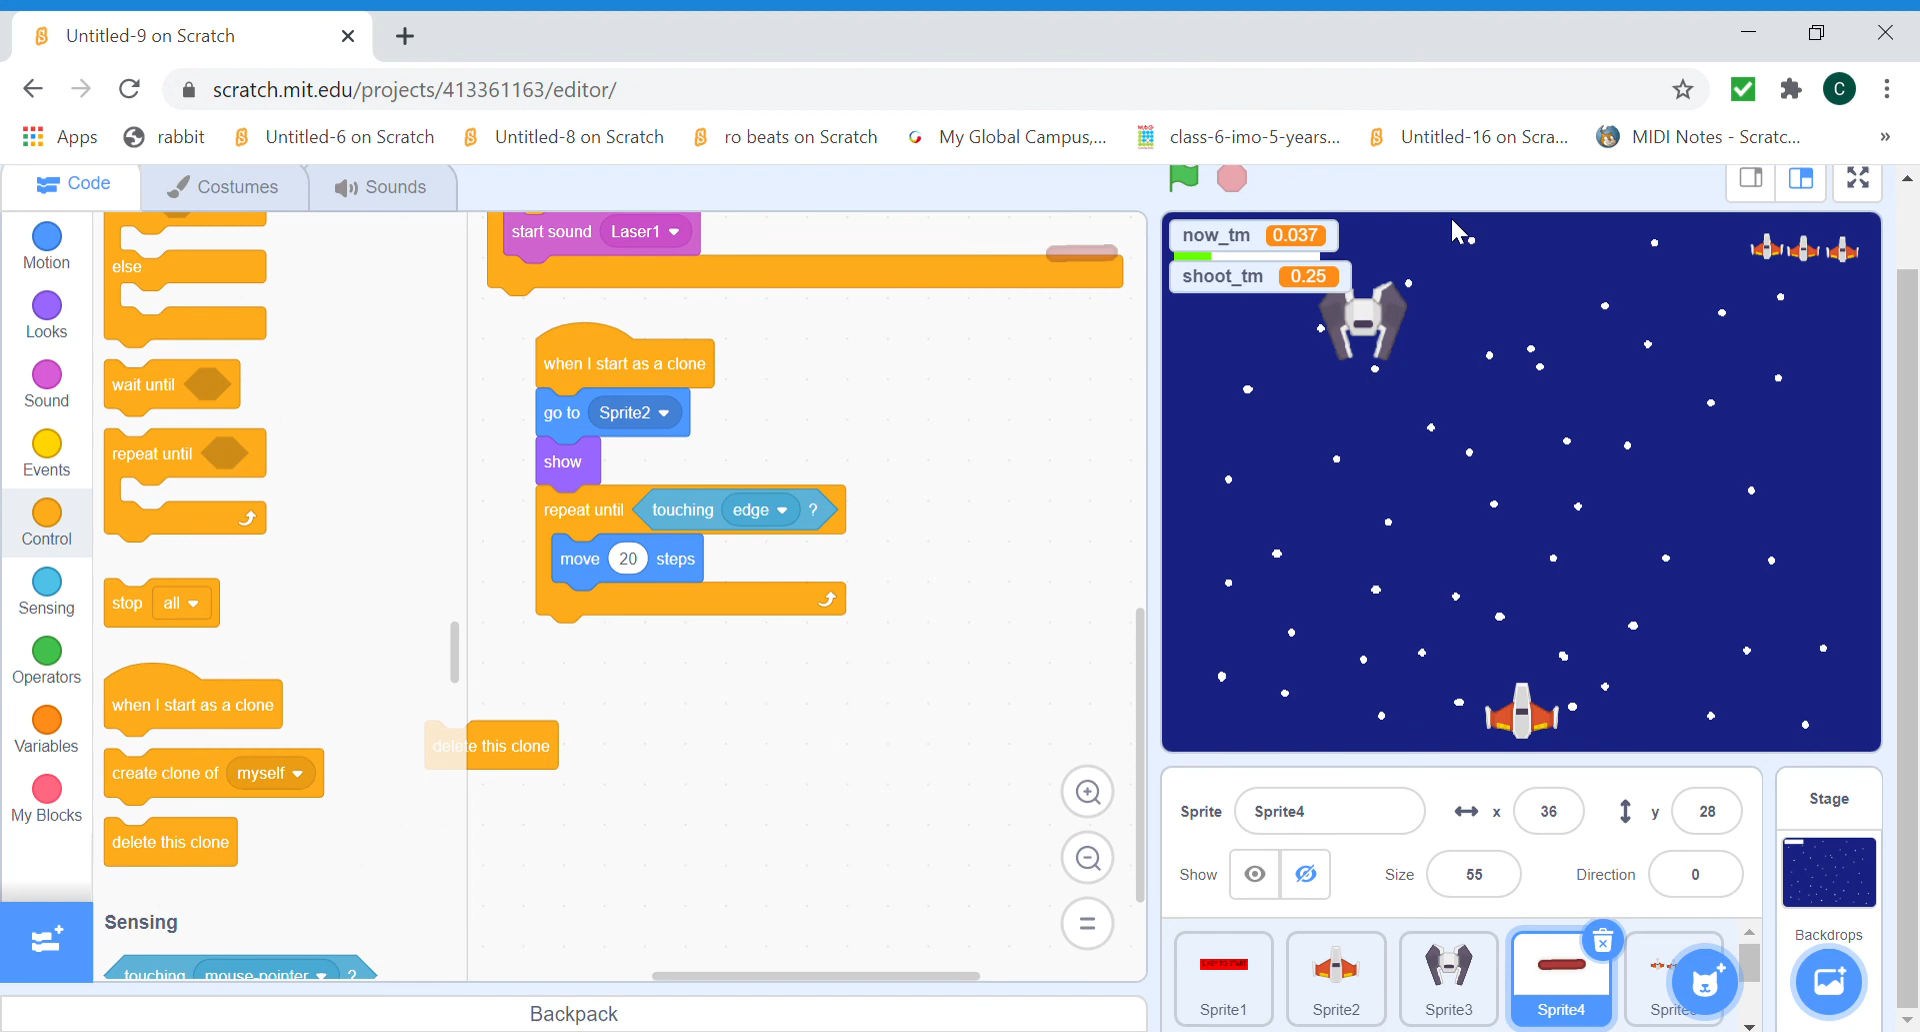 Untitled-9 on Scratch
scratch.mit.edu/projects/413361163/editor/
C
Apps rabbit Untitled-6 on Scratch Untitled-8 on Scratch ro beats on Scratch My Global Campus,... class-6-imo-5-years... Untitled-16 on Scra... MIDI Notes - Scratc... »
Code Costumes Sounds
Motion
Looks
Sound
Events
Control
Sensing
Operators
Variables
My Blocks
else
wait until
repeat until
stop all
when I start as a clone
create clone of myself
delete this clone
Sensing
touching mouse-pointer ?
start sound Laser1
when I start as a clone
go to Sprite2
show
repeat until touching edge ?
move 20 steps
delete this clone
Backpack
now_tm 0.037
shoot_tm 0.25
Sprite Sprite4 x 36 y 28
Show Size 55 Direction 0
Sprite1 Sprite2 Sprite3 Sprite4
Stage
Backdrops